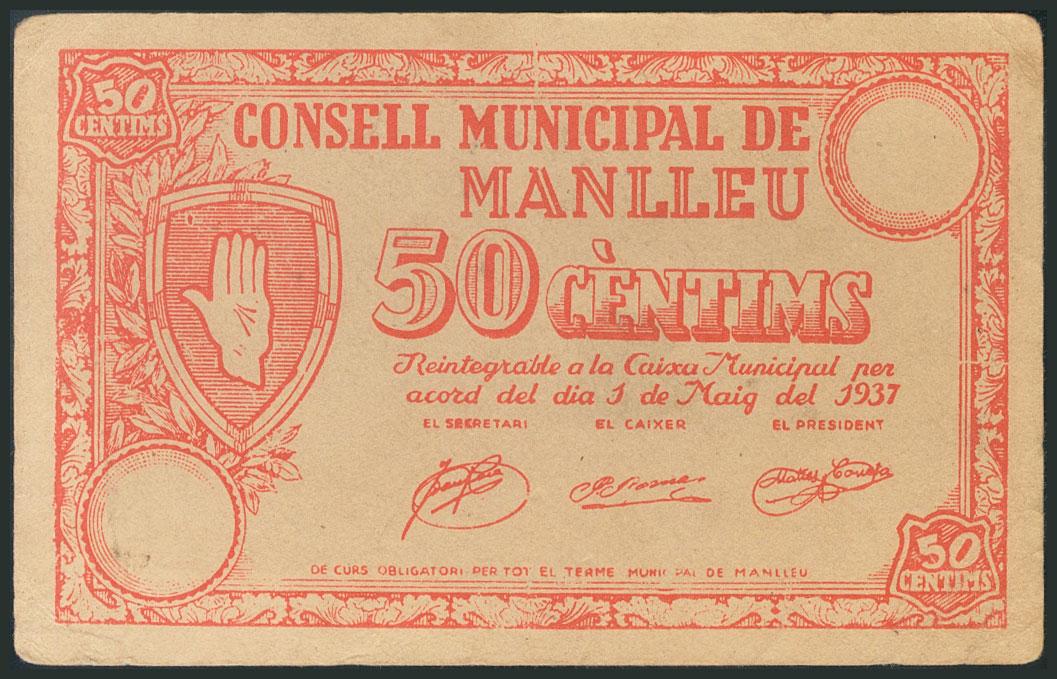 50
CENTIMS
CONSELL MUNICIPAL DE
MANLLEU
50 CÈNTIMS
Reintegrable a la Caixa Municipal per
acord del dia 1 de Maig del 1937
EL SECRETARI EL CAIXER EL PRESIDENT
DE CURS OBLIGATORI PER TOT EL TERME MUNICIPAL DE MANLLEU
50
CENTIMS